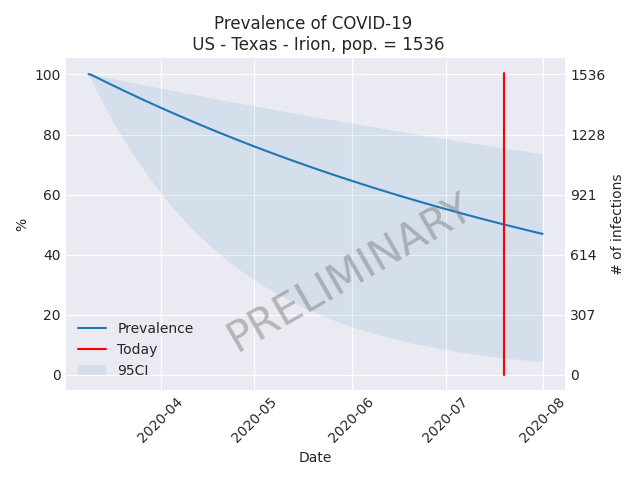 Prevalence of COVID-19
US - Texas - Irion, pop. = 1536
100
80
60
40
20
0
%
1536
1228
921
614
307
0
# of infections
PRELIMINARY
Prevalence
Today
95CI
2020-04
2020-05
2020-06
2020-07
2020-08
Date